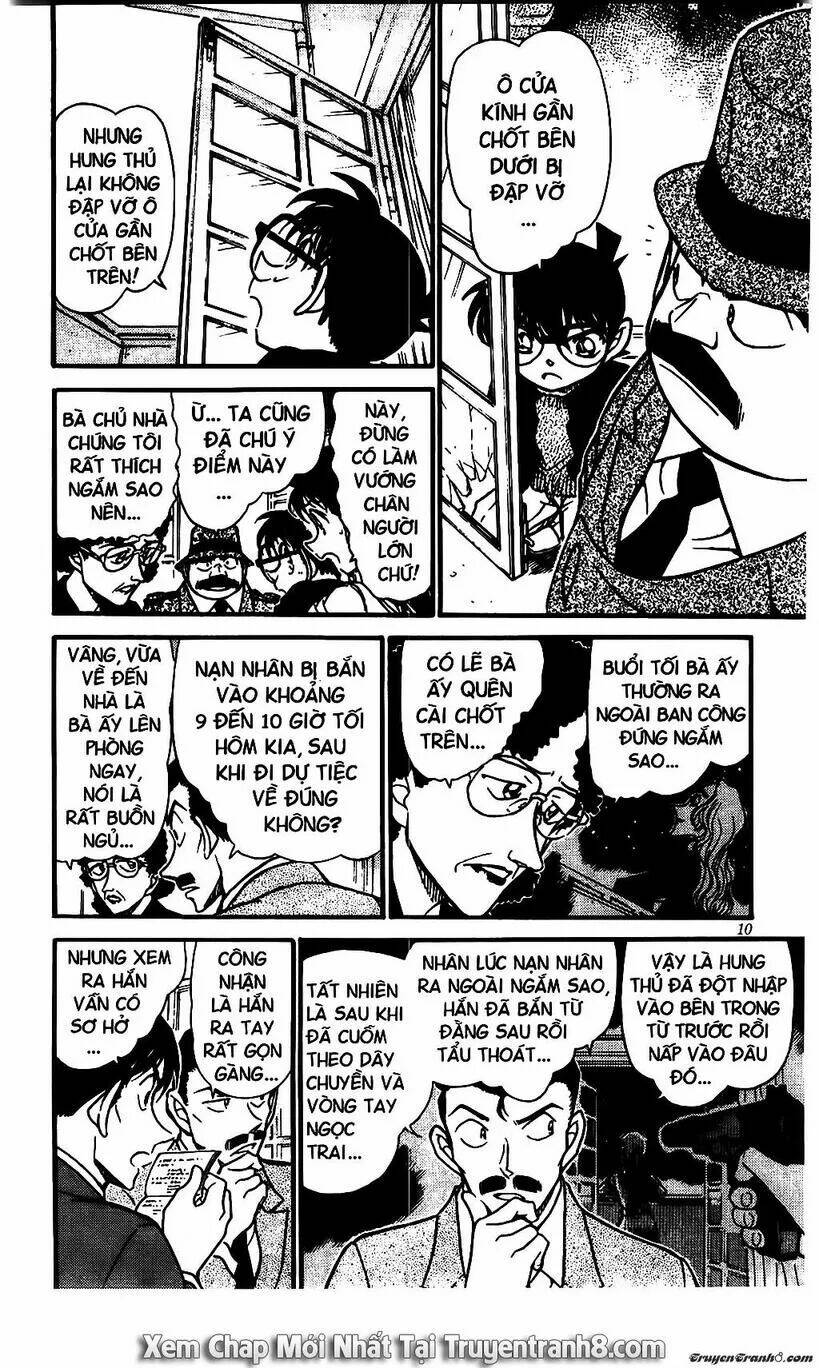 Ô CỬA
KÍNH GẦN
CHỐT BÊN
DƯỚI BỊ
ĐẬP VỠ
...
NHƯNG
HUNG THỦ
LẠI KHÔNG
ĐẬP VỠ Ô
CỬA GẦN
CHỐT BÊN
TRÊN!
NÀY,
ĐỪNG
CÓ LÀM
VƯỚNG
CHÂN
NGƯỜI
LỚN
CHỨ!
Ừ... TA CŨNG
ĐÃ CHÚ Ý
ĐIỂM NÀY
...
BÀ CHỦ NHÀ
CHỨNG TÔI
RẤT THÍCH
NGẮM SAO
NÊN...
BUỔI TỐI BÀ ẤY
THƯỜNG RA
NGOÀI BAN CÔNG
ĐỨNG NGẮM
SAO...
CÓ LẼ BÀ
ẤY QUÊN
CÀI CHỐT
TRÊN...
NẠN NHÂN BỊ BẮN
VÀO KHOẢNG
9 ĐẾN 10 GIỜ TỐI
HÔM KIA, SAU
KHI ĐI DỰ TIỆC
VỀ ĐÚNG
KHÔNG?
VÂNG, VỪA
VỀ ĐẾN
NHÀ LÀ
BÀ ẤY LÊN
PHÒNG
NGAY,
NÓI LÀ
RẤT BUỒN
NGỦ...
10
VẬY LÀ HUNG
THỦ ĐÃ ĐỘT NHẬP
VÀO BÊN TRONG
TỪ TRƯỚC RỒI
NẤP VÀO ĐÂU
ĐÓ...
NHÂN LÚC NẠN NHÂN
RA NGOÀI NGẮM SAO,
HẮN ĐÃ BẮN TỪ
ĐẰNG SAU RỒI
TẨU THOÁT...
TẤT NHIÊN
LÀ SAU KHI
ĐÃ CUỖM
THEO DÂY
CHUYỀN VÀ
VÒNG TAY
NGỌC
TRAI...
CÔNG
NHẬN
LÀ HẮN
RA TAY
RẤT GỌN
GÀNG...
NHƯNG XEM
RA HẮN
VẪN CÓ
SƠ HỞ
...
Xem Chap Mới Nhất Tại Truyentranh8.com
TruyenTranh8.com